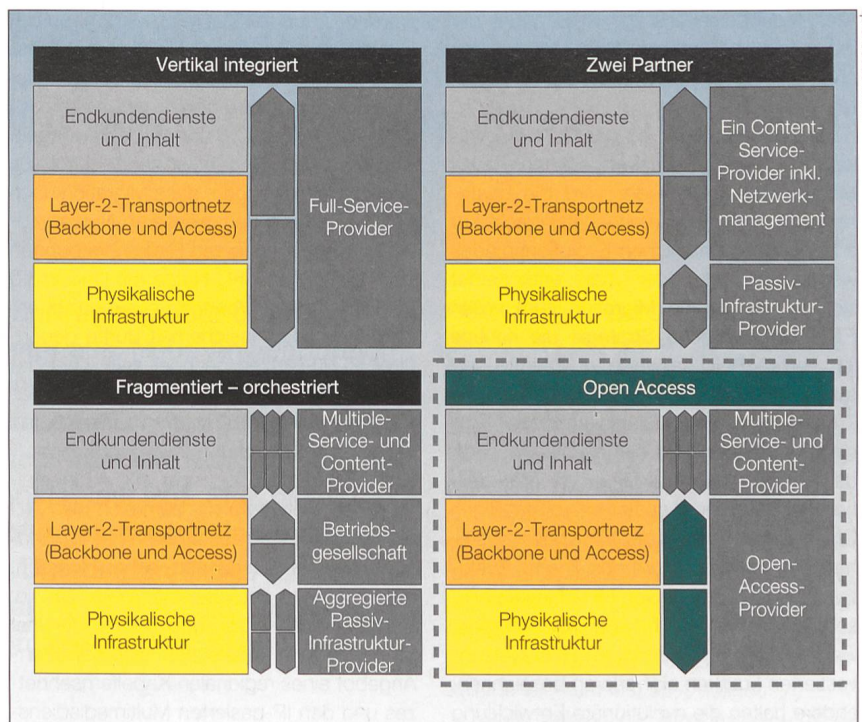 Vertikal integriert
Endkundendienste
und Inhalt
Layer-2-Transportnetz
(Backbone und Access)
Physikalische
Infrastruktur
Full-Service-
Provider
Zwei Partner
Endkundendienste
und Inhalt
Layer-2-Transportnetz
(Backbone und Access)
Physikalische
Infrastruktur
Ein Content-
Service-
Provider inkl.
Netzwerk-
management
Passiv-
Infrastruktur-
Provider
Fragmentiert – orchestriert
Endkundendienste
und Inhalt
Layer-2-Transportnetz
(Backbone und Access)
Physikalische
Infrastruktur
Multiple-
Service- und
Content-
Provider
Betriebs-
gesellschaft
Aggregierte
Passiv-
Infrastruktur-
Provider
Open Access
Endkundendienste
und Inhalt
Layer-2-Transportnetz
(Backbone und Access)
Physikalische
Infrastruktur
Multiple-
Service- und
Content-
Provider
Open-
Access-
Provider